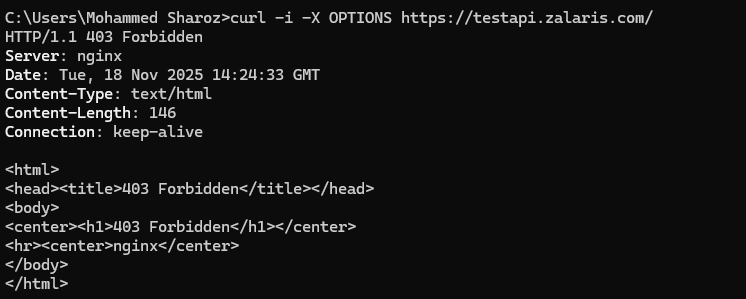 C:\Users\Mohammed Sharoz>curl -i -X OPTIONS https://testapi.zalaris.com/
HTTP/1.1 403 Forbidden
Server: nginx
Date: Tue, 18 Nov 2025 14:24:33 GMT
Content-Type: text/html
Content-Length: 146
Connection: keep-alive

<html>
<head><title>403 Forbidden</title></head>
<body>
<center><h1>403 Forbidden</h1></center>
<hr><center>nginx</center>
</body>
</html>